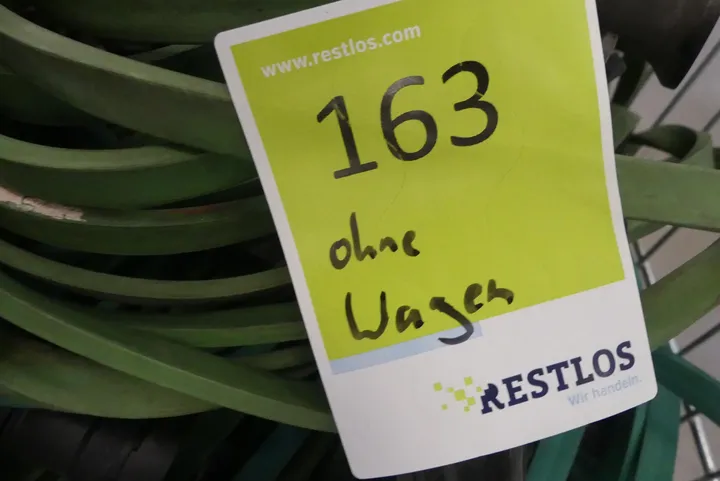 www.restlos.com
163
ohne
Wagen
RESTLOS
Wir handeln.